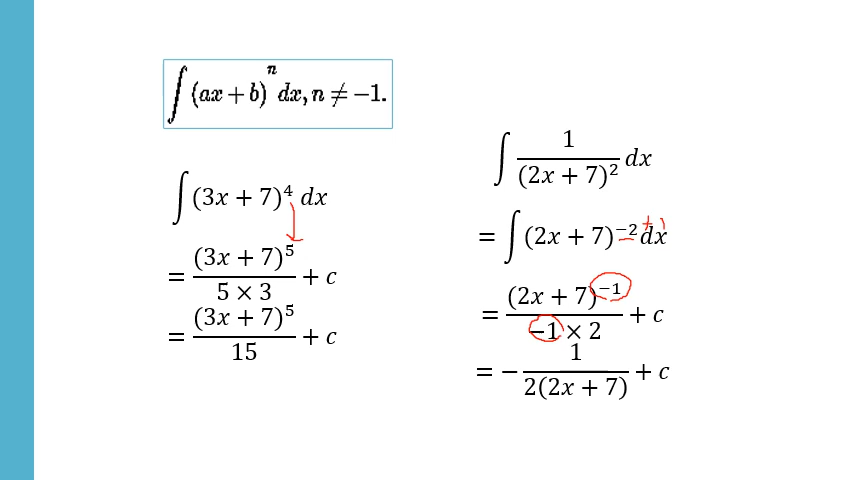 ∫ (ax + b)ⁿ dx, n ≠ −1.
∫ (3x + 7)⁴ dx
= (3x + 7)⁵ / 5 × 3 + c
= (3x + 7)⁵ / 15 + c
∫ 1 / (2x + 7)² dx
= ∫ (2x + 7)⁻² dx +1
= (2x + 7)⁻¹ / −1 × 2 + c
= − 1 / 2(2x + 7) + c